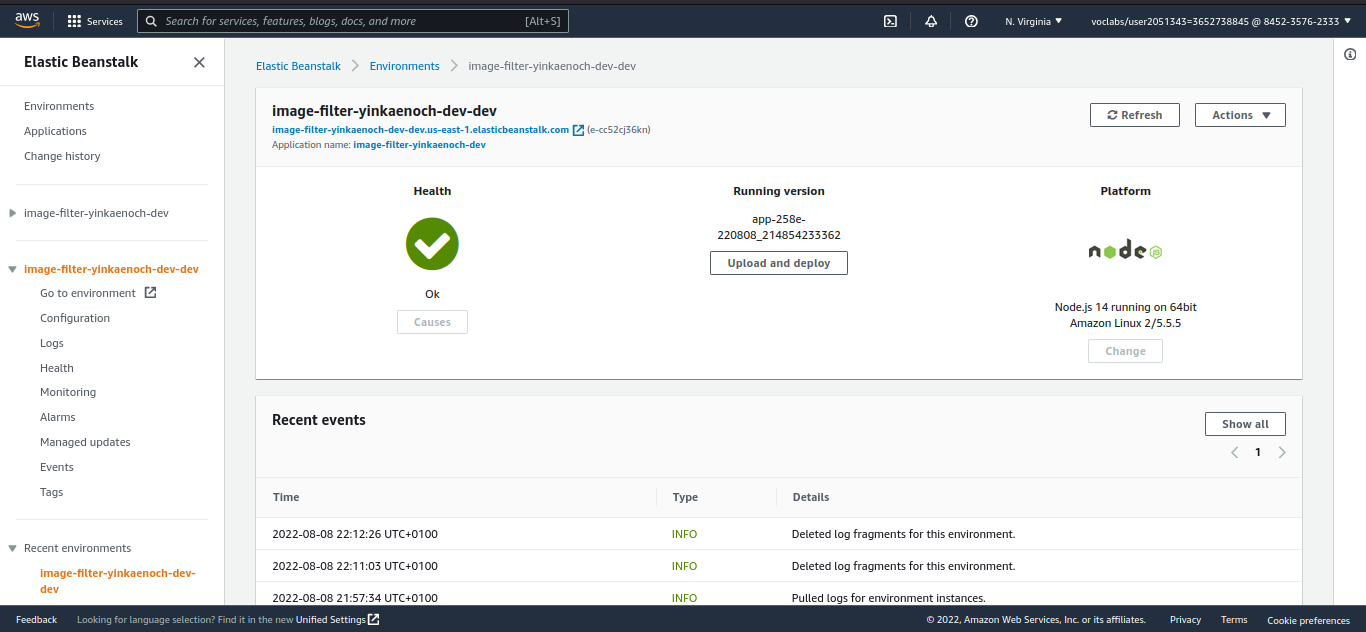 aws
Services
Search for services, features, blogs, docs, and more
[Alt+S]
N. Virginia
voclabs/user2051343=3652738845 @ 8452-3576-2333
Elastic Beanstalk
Environments
Applications
Change history
image-filter-yinkaenoch-dev
image-filter-yinkaenoch-dev-dev
Go to environment
Configuration
Logs
Health
Monitoring
Alarms
Managed updates
Events
Tags
Recent environments
image-filter-yinkaenoch-dev-
dev
Elastic Beanstalk
Environments
image-filter-yinkaenoch-dev-dev
image-filter-yinkaenoch-dev-dev
image-filter-yinkaenoch-dev-dev.us-east-1.elasticbeanstalk.com (e-cc52cj36kn)
Application name: image-filter-yinkaenoch-dev
Refresh
Actions
Health
Ok
Causes
Running version
app-258e-
220808_214854233362
Upload and deploy
Platform
node JS
Node.js 14 running on 64bit
Amazon Linux 2/5.5.5
Change
Recent events
Show all
1
Time Type Details
2022-08-08 22:12:26 UTC+0100 INFO Deleted log fragments for this environment.
2022-08-08 22:11:03 UTC+0100 INFO Deleted log fragments for this environment.
2022-08-08 21:57:34 UTC+0100 INFO Pulled logs for environment instances.
Feedback
Looking for language selection? Find it in the new Unified Settings
© 2022, Amazon Web Services, Inc. or its affiliates.
Privacy
Terms
Cookie preferences